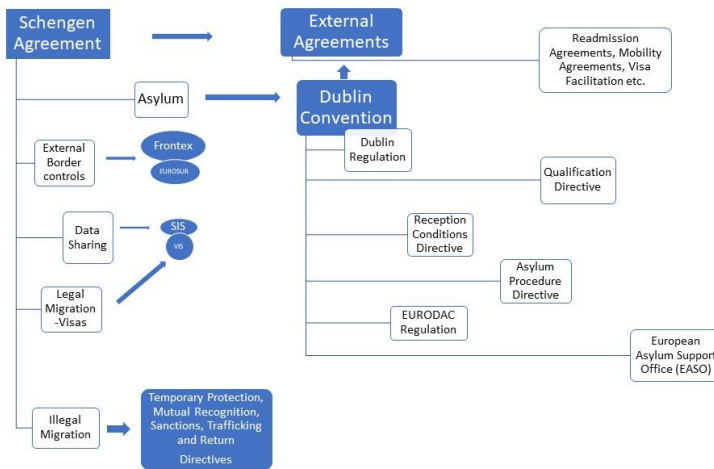 Schengen
Agreement
External
Agreements
Readmission
Agreements, Mobility
Agreements, Visa
Facilitation etc.
Asylum
Dublin
Convention
External
Border
controls
Frontex
EUROSUR
Dublin
Regulation
Qualification
Directive
Data
Sharing
SIS
VIS
Reception
Conditions
Directive
Legal
Migration
-Visas
Asylum
Procedure
Directive
EURODAC
Regulation
European
Asylum Support
Office (EASO)
Illegal
Migration
Temporary Protection,
Mutual Recognition,
Sanctions, Trafficking
and Return
Directives